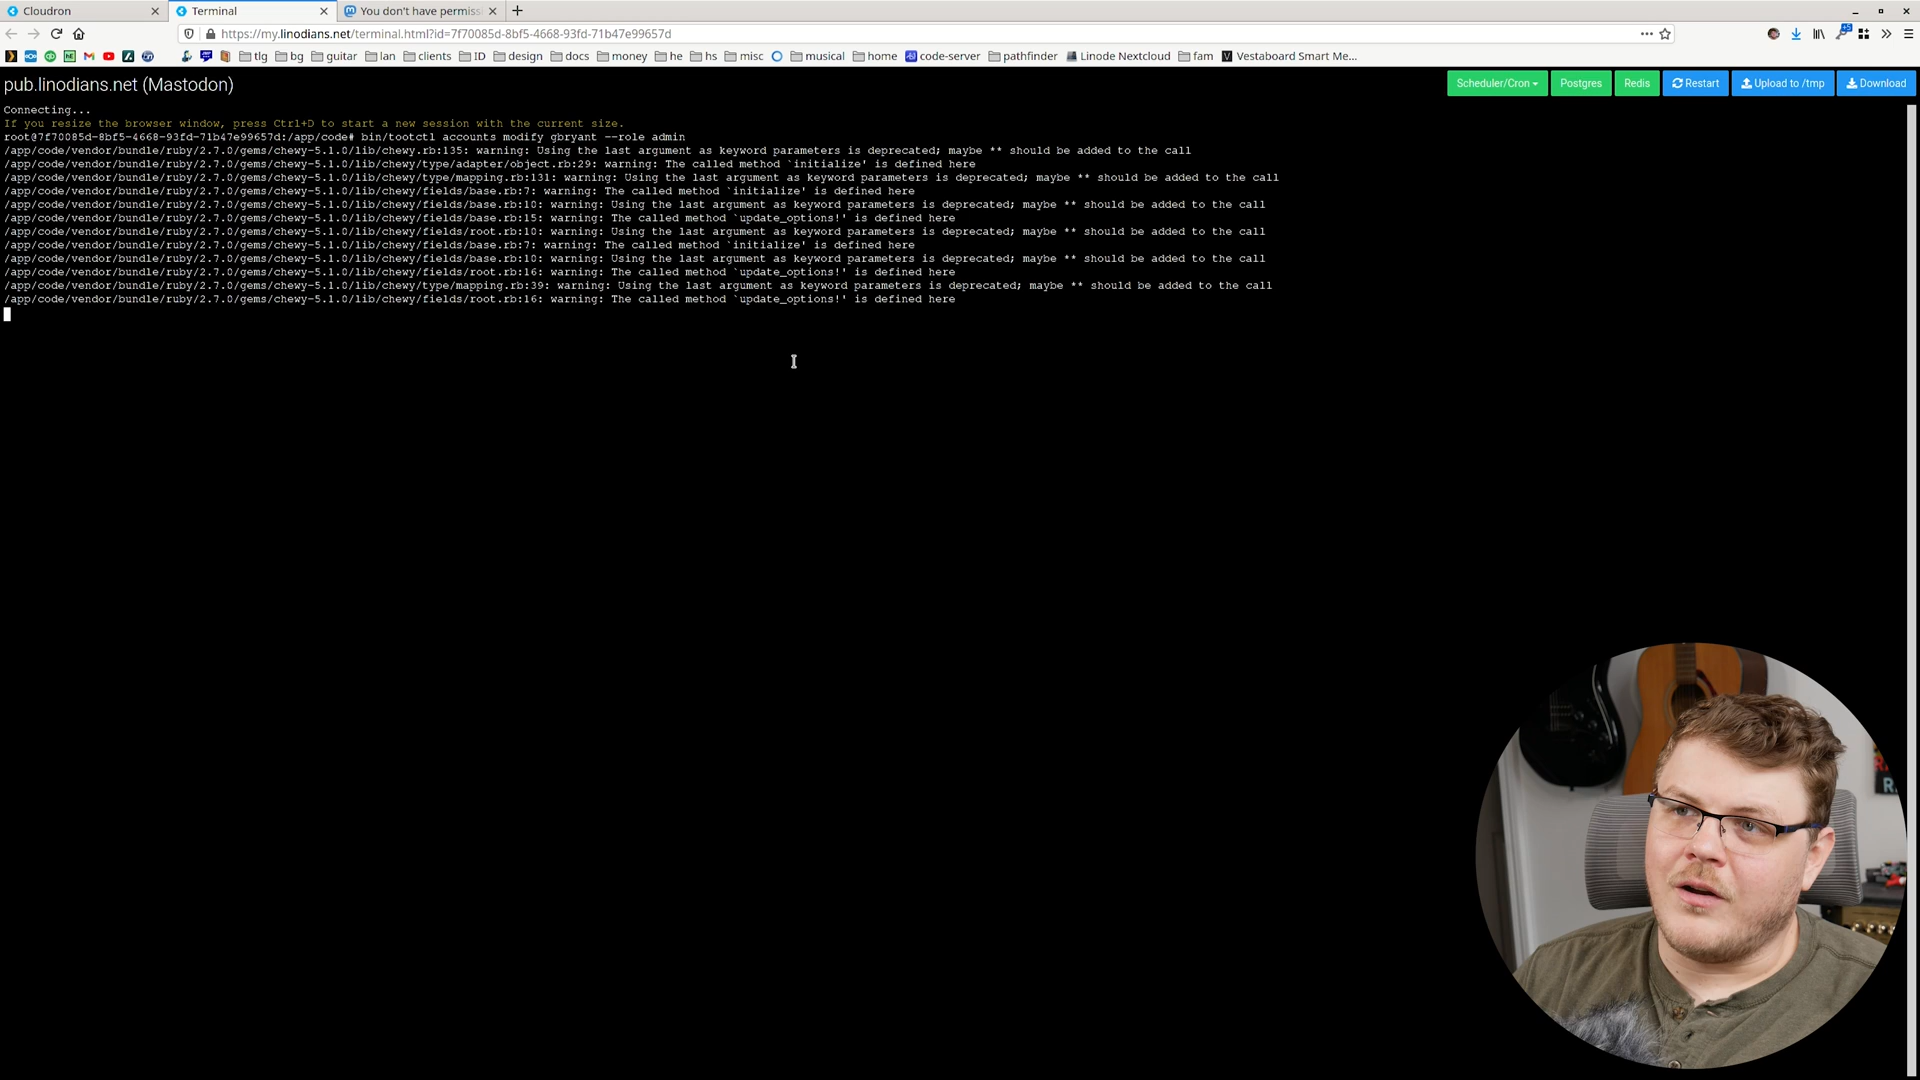 Cloudron
Terminal
You don't have permiss
https://my.linodians.net/terminal.html?id=7f70085d-8bf5-4668-93fd-71b47e99657d
tlg
bg
guitar
lan
clients
ID
design
docs
money
he
hs
misc
musical
home
code-server
pathfinder
Linode Nextcloud
fam
Vestaboard Smart Me...
pub.linodians.net (Mastodon)
Scheduler/Cron
Postgres
Redis
Restart
Upload to /tmp
Download
Connecting...
If you resize the browser window, press Ctrl+D to start a new session with the current size.
root@7f70085d-8bf5-4668-93fd-71b47e99657d:/app/code# bin/tootctl accounts modify gbryant --role admin
/app/code/vendor/bundle/ruby/2.7.0/gems/chewy-5.1.0/lib/chewy.rb:135: warning: Using the last argument as keyword parameters is deprecated; maybe ** should be added to the call
/app/code/vendor/bundle/ruby/2.7.0/gems/chewy-5.1.0/lib/chewy/type/adapter/object.rb:29: warning: The called method `initialize' is defined here
/app/code/vendor/bundle/ruby/2.7.0/gems/chewy-5.1.0/lib/chewy/type/mapping.rb:131: warning: Using the last argument as keyword parameters is deprecated; maybe ** should be added to the call
/app/code/vendor/bundle/ruby/2.7.0/gems/chewy-5.1.0/lib/chewy/fields/base.rb:7: warning: The called method `initialize' is defined here
/app/code/vendor/bundle/ruby/2.7.0/gems/chewy-5.1.0/lib/chewy/fields/base.rb:10: warning: Using the last argument as keyword parameters is deprecated; maybe ** should be added to the call
/app/code/vendor/bundle/ruby/2.7.0/gems/chewy-5.1.0/lib/chewy/fields/base.rb:15: warning: The called method `update_options!' is defined here
/app/code/vendor/bundle/ruby/2.7.0/gems/chewy-5.1.0/lib/chewy/fields/root.rb:10: warning: Using the last argument as keyword parameters is deprecated; maybe ** should be added to the call
/app/code/vendor/bundle/ruby/2.7.0/gems/chewy-5.1.0/lib/chewy/fields/base.rb:7: warning: The called method `initialize' is defined here
/app/code/vendor/bundle/ruby/2.7.0/gems/chewy-5.1.0/lib/chewy/fields/base.rb:10: warning: Using the last argument as keyword parameters is deprecated; maybe ** should be added to the call
/app/code/vendor/bundle/ruby/2.7.0/gems/chewy-5.1.0/lib/chewy/fields/root.rb:16: warning: The called method `update_options!' is defined here
/app/code/vendor/bundle/ruby/2.7.0/gems/chewy-5.1.0/lib/chewy/type/mapping.rb:39: warning: Using the last argument as keyword parameters is deprecated; maybe ** should be added to the call
/app/code/vendor/bundle/ruby/2.7.0/gems/chewy-5.1.0/lib/chewy/fields/root.rb:16: warning: The called method `update_options!' is defined here